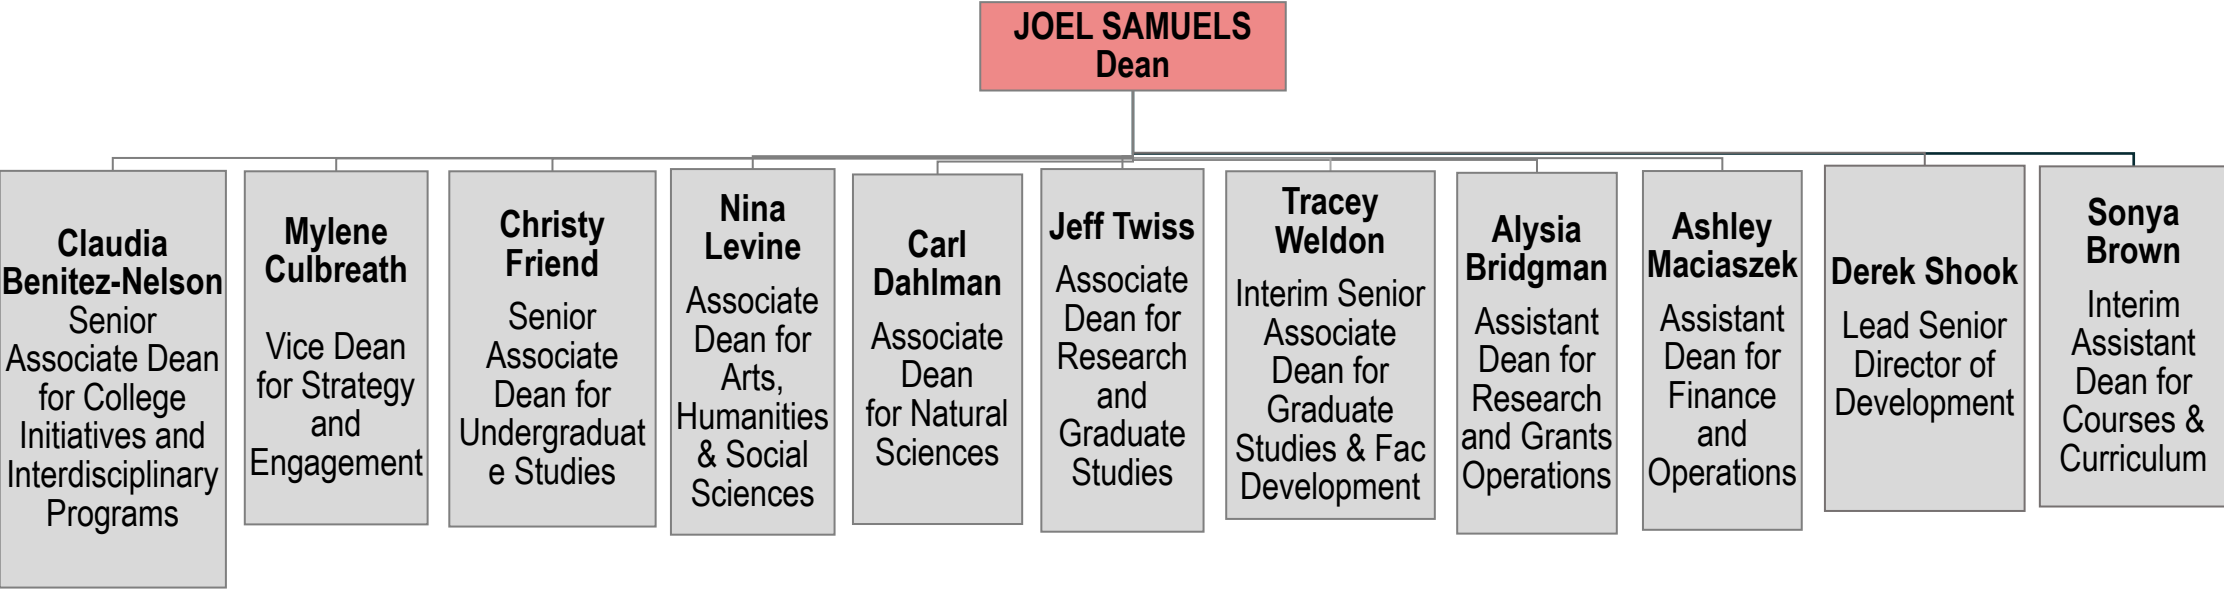 JOEL SAMUELS
Dean
Claudia
Benitez-Nelson
Senior
Associate Dean
for College
Initiatives and
Interdisciplinary
Programs
Mylene
Culbreath
Vice Dean
for Strategy
and
Engagement
Christy
Friend
Senior
Associate
Dean for
Undergraduat
e Studies
Nina
Levine
Associate
Dean for
Arts,
Humanities
& Social
Sciences
Carl
Dahlman
Associate
Dean
for Natural
Sciences
Jeff Twiss
Associate
Dean for
Research
and
Graduate
Studies
Tracey
Weldon
Interim Senior
Associate
Dean for
Graduate
Studies & Fac
Development
Alysia
Bridgman
Assistant
Dean for
Research
and Grants
Operations
Ashley
Maciaszek
Assistant
Dean for
Finance
and
Operations
Derek Shook
Lead Senior
Director of
Development
Sonya
Brown
Interim
Assistant
Dean for
Courses &
Curriculum